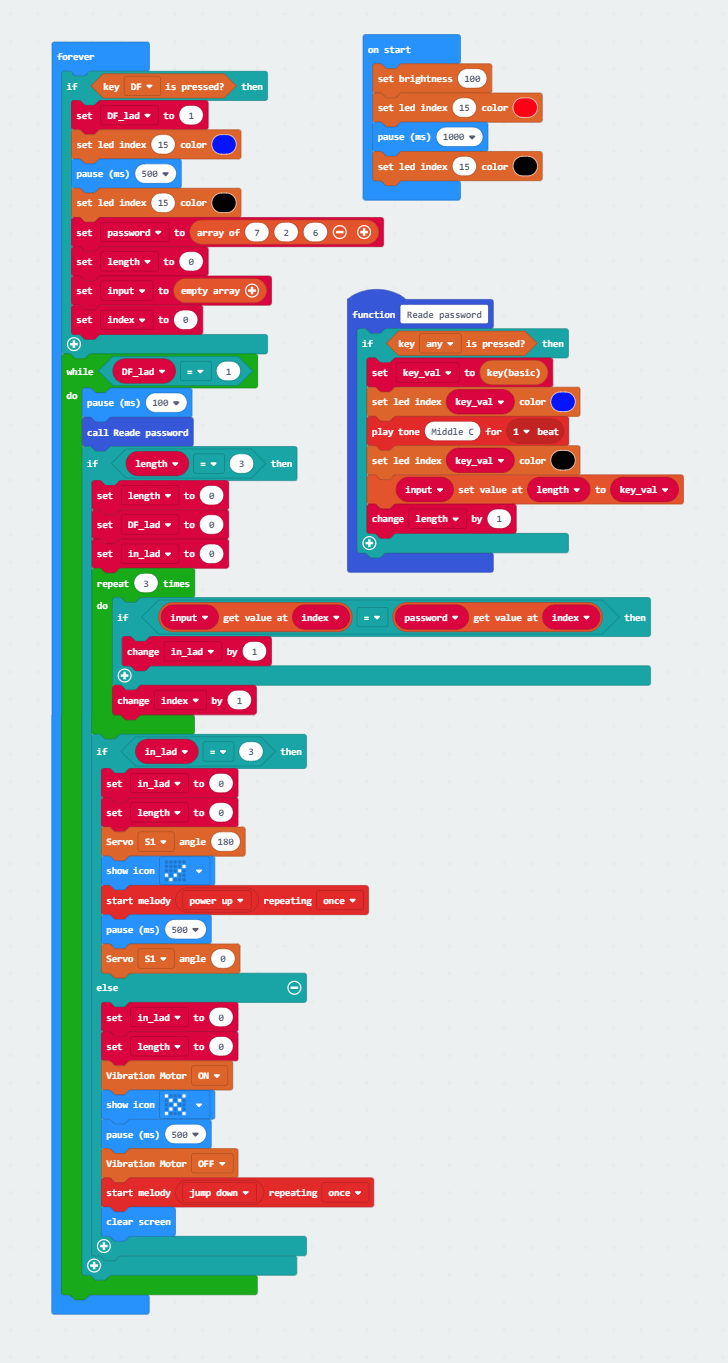 forever
if key DF is pressed? then
set DF_lad to 1
set led index 15 color
pause (ms) 500
set led index 15 color
set password to array of 7 2 6
set length to 0
set input to empty array
set index to 0
while DF_lad = 1
do
pause (ms) 100
call Reade password
if length = 3 then
set length to 0
set DF_lad to 0
set in_lad to 0
repeat 3 times
do
if input get value at index = password get value at index then
change in_lad by 1
change index by 1
if in_lad = 3 then
set in_lad to 0
set length to 0
Servo S1 angle 180
show icon
start melody power up repeating once
pause (ms) 500
Servo S1 angle 0
else
set in_lad to 0
set length to 0
Vibration Motor ON
show icon
pause (ms) 500
Vibration Motor OFF
start melody jump down repeating once
clear screen
on start
set brightness 100
set led index 15 color
pause (ms) 1000
set led index 15 color
function Reade password
if key any is pressed? then
set key_val to key(basic)
set led index key_val color
play tone Middle C for 1 beat
set led index key_val color
input set value at length to key_val
change length by 1